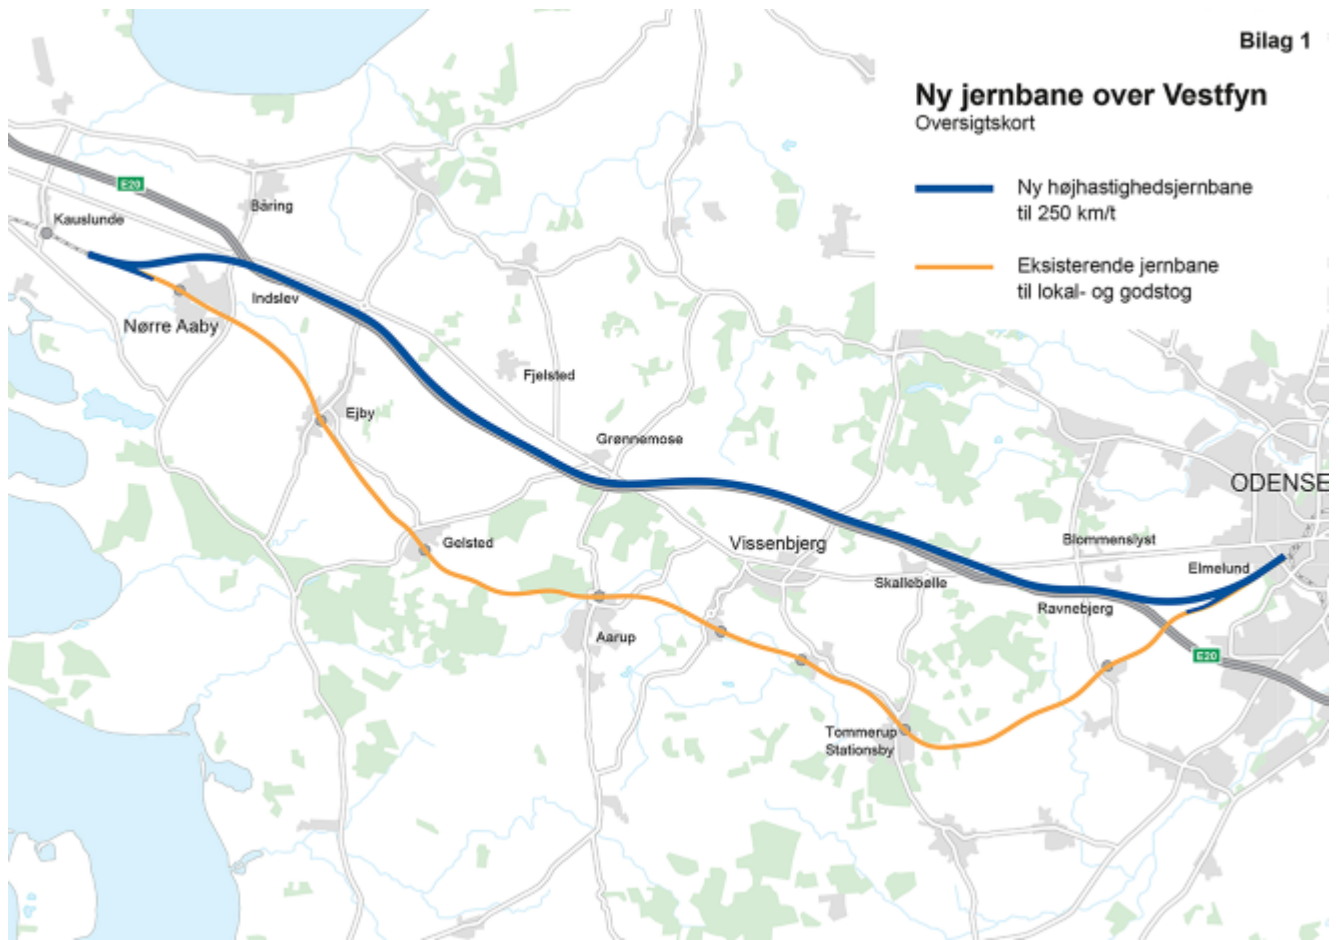 Bilag 1
Ny jernbane over Vestfyn
Oversigtskort
Ny højhastighedsjernbane
til 250 km/t
Eksisterende jernbane
til lokal- og godstog
E20
Kauslunde
Båring
Indslev
Nørre Aaby
Fjelsted
Ejby
Grønnemose
ODENSE
Gelsted
Vissenbjerg
Blommenslyst
Elmelund
Skallebølle
Ravnebjerg
Aarup
E20
Tommerup
Stationsby